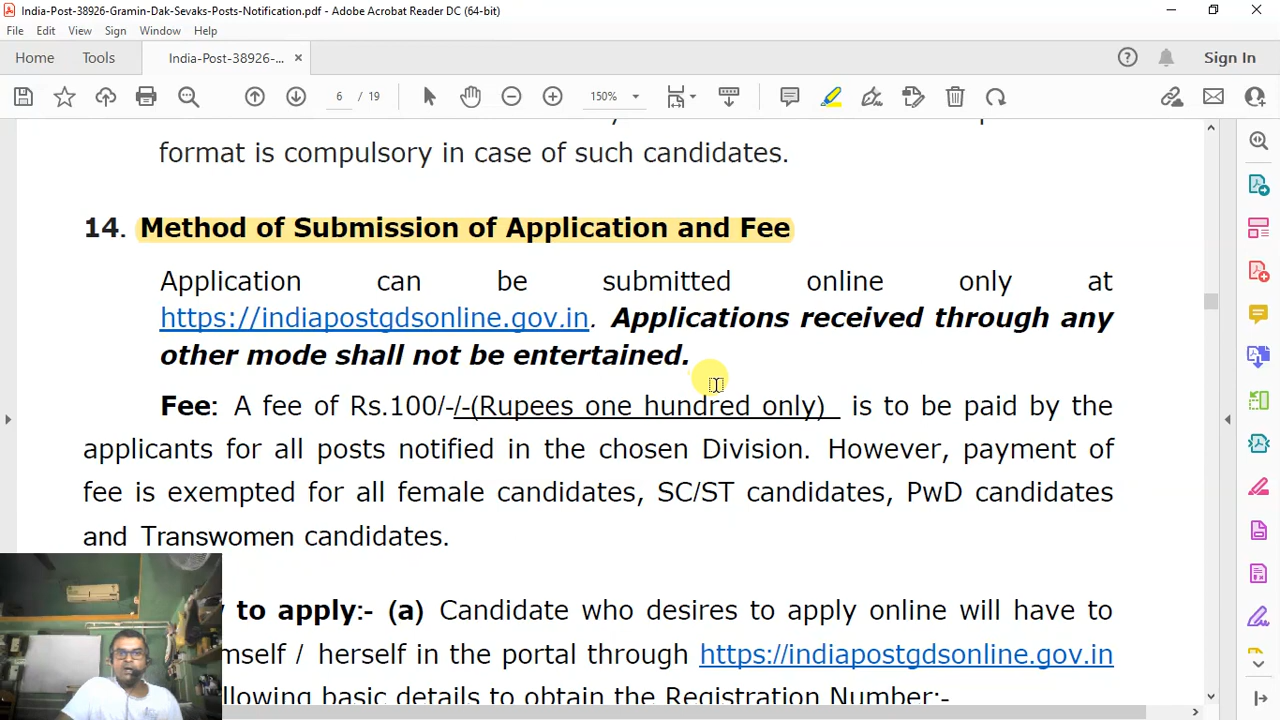 India-Post-38926-Gramin-Dak-Sevaks-Posts-Notification.pdf - Adobe Acrobat Reader DC (64-bit)
File Edit View Sign Window Help
Home Tools India-Post-38926-... × Sign In
6 / 19 150%
format is compulsory in case of such candidates.
14. Method of Submission of Application and Fee
Application can be submitted online only at
https://indiapostgdsonline.gov.in. Applications received through any
other mode shall not be entertained.
Fee: A fee of Rs.100/-/-(Rupees one hundred only) is to be paid by the
applicants for all posts notified in the chosen Division. However, payment of
fee is exempted for all female candidates, SC/ST candidates, PwD candidates
and Transwomen candidates.
to apply:- (a) Candidate who desires to apply online will have to
/ herself in the portal through https://indiapostgdsonline.gov.in
basic details to obtain the Registration Number:-